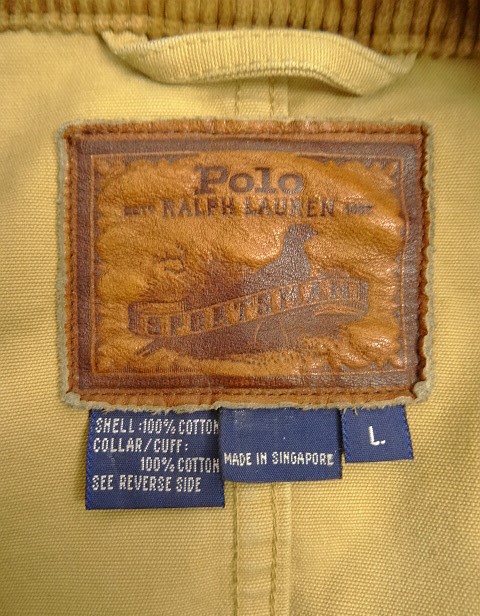 Polo
RALPH LAUREN
SPORTSMAN
SHELL:100% COTTON
COLLAR/CUFF:
100% COTTON
SEE REVERSE SIDE
MADE IN SINGAPORE
L